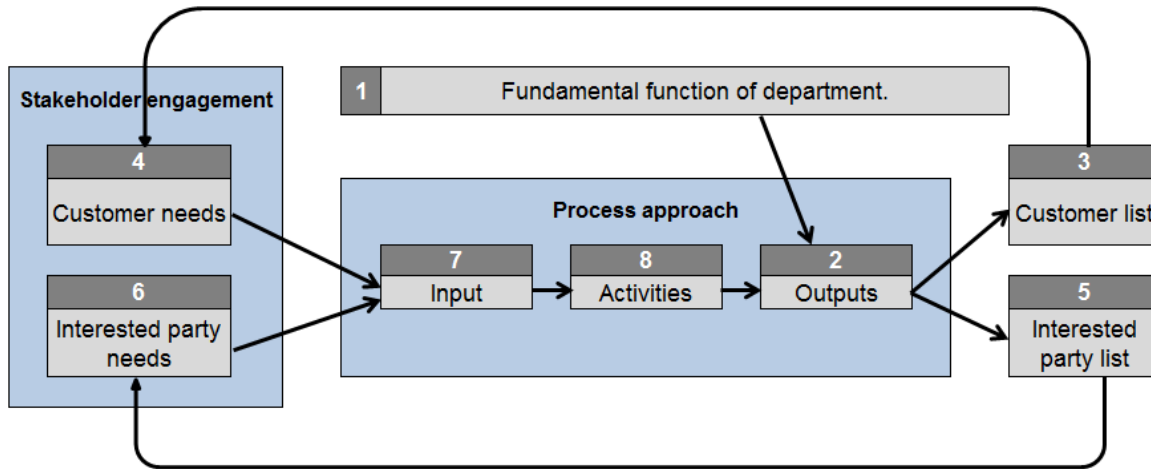 Stakeholder engagement
1
Fundamental function of department.
4
Customer needs
6
Interested party
needs
Process approach
7
Input
8
Activities
2
Outputs
3
Customer list
5
Interested
party list